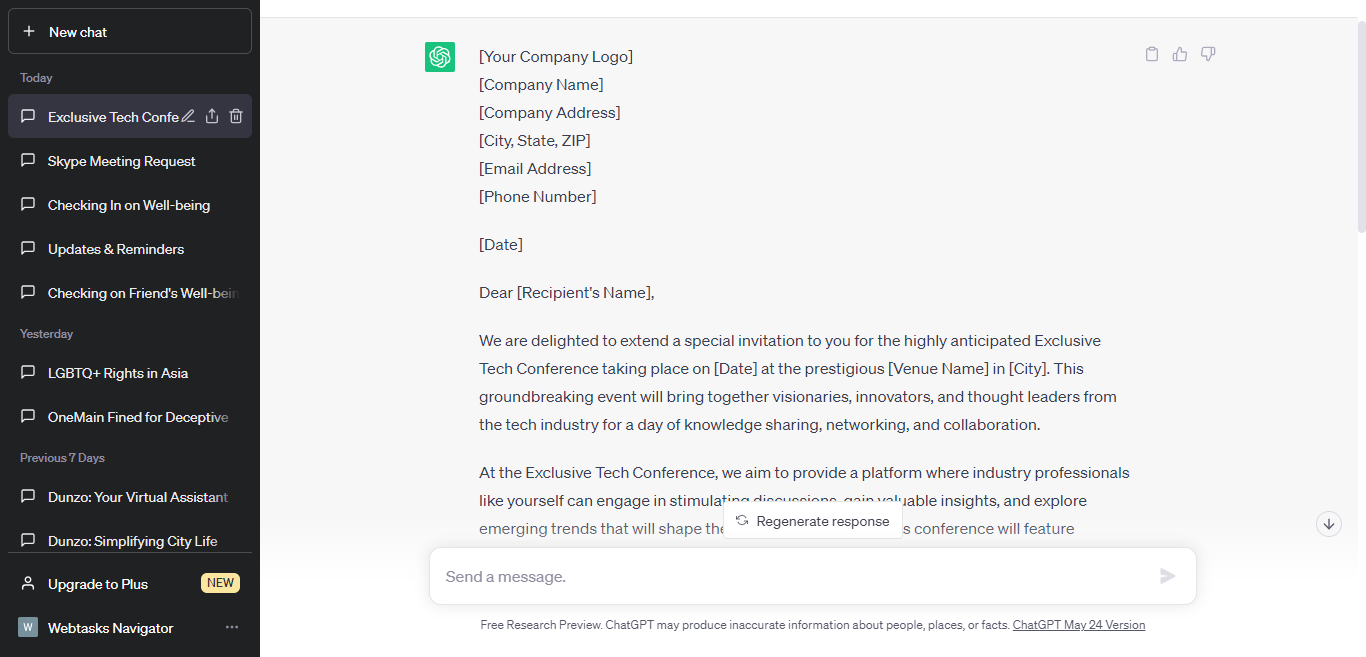 New chat
Today
Exclusive Tech Confe
Skype Meeting Request
Checking In on Well-being
Updates & Reminders
Checking on Friend's Well-bein
Yesterday
LGBTQ+ Rights in Asia
OneMain Fined for Deceptive
Previous 7 Days
Dunzo: Your Virtual Assistant
Dunzo: Simplifying City Life
Upgrade to Plus NEW
W Webtasks Navigator
[Your Company Logo]
[Company Name]
[Company Address]
[City, State, ZIP]
[Email Address]
[Phone Number]
[Date]
Dear [Recipient's Name],
We are delighted to extend a special invitation to you for the highly anticipated Exclusive
Tech Conference taking place on [Date] at the prestigious [Venue Name] in [City]. This
groundbreaking event will bring together visionaries, innovators, and thought leaders from
the tech industry for a day of knowledge sharing, networking, and collaboration.
At the Exclusive Tech Conference, we aim to provide a platform where industry professionals
like yourself can engage in stimulating discussions, gain valuable insights, and explore
emerging trends that will shape the s conference will feature
Regenerate response
Send a message.
Free Research Preview. ChatGPT may produce inaccurate information about people, places, or facts. ChatGPT May 24 Version